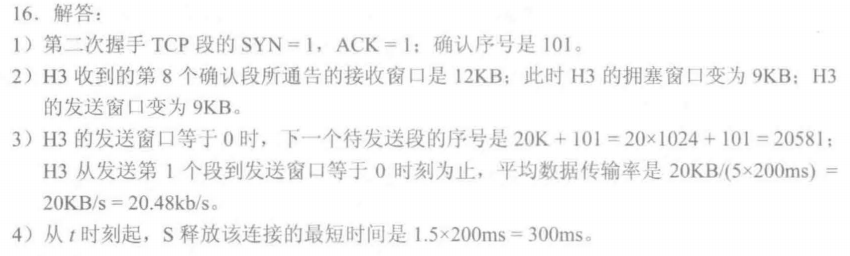 16．解答：
1）第二次握手 TCP 段的 SYN = 1，ACK = 1；确认序号是 101。
2）H3 收到的第 8 个确认段所通告的接收窗口是 12KB；此时 H3 的拥塞窗口变为 9KB；H3
的发送窗口变为 9KB。
3）H3 的发送窗口等于 0 时，下一个待发送段的序号是 20K + 101 = 20×1024 + 101 = 20581；
H3 从发送第 1 个段到发送窗口等于 0 时刻为止，平均数据传输率是 20KB/(5×200ms) =
20KB/s = 20.48kb/s。
4）从 t 时刻起，S 释放该连接的最短时间是 1.5×200ms = 300ms。